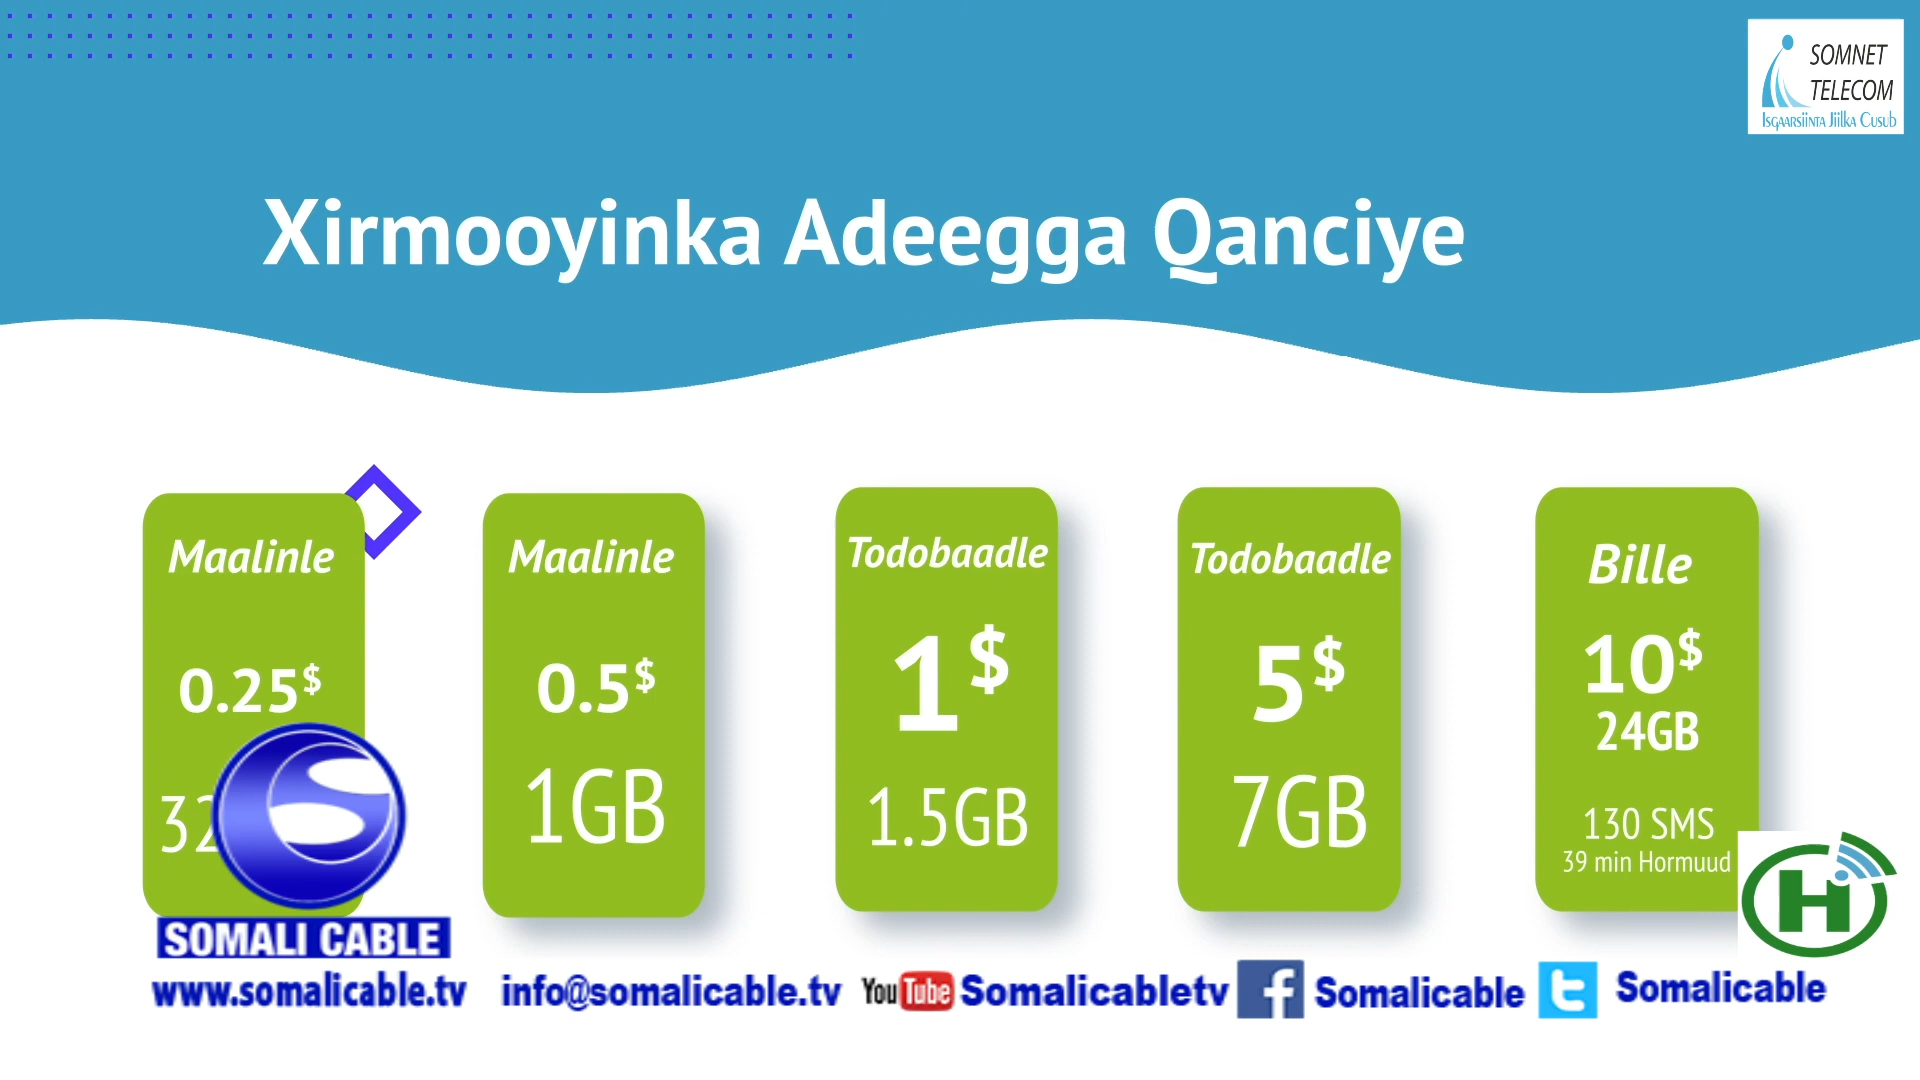 SOMNET
TELECOM
Isgaarsiinta Jiilka Cusub
Xirmooyinka Adeegga Qanciye
Maalinle
0.25$
Maalinle
0.5$
1GB
Todobaadle
1$
1.5GB
Todobaadle
5$
7GB
Bille
10$
24GB
130 SMS
39 min Hormuud
H
SOMALI CABLE
www.somalicable.tv
info@somalicable.tv
YouTube Somalicabletv
f Somalicable
t Somalicable